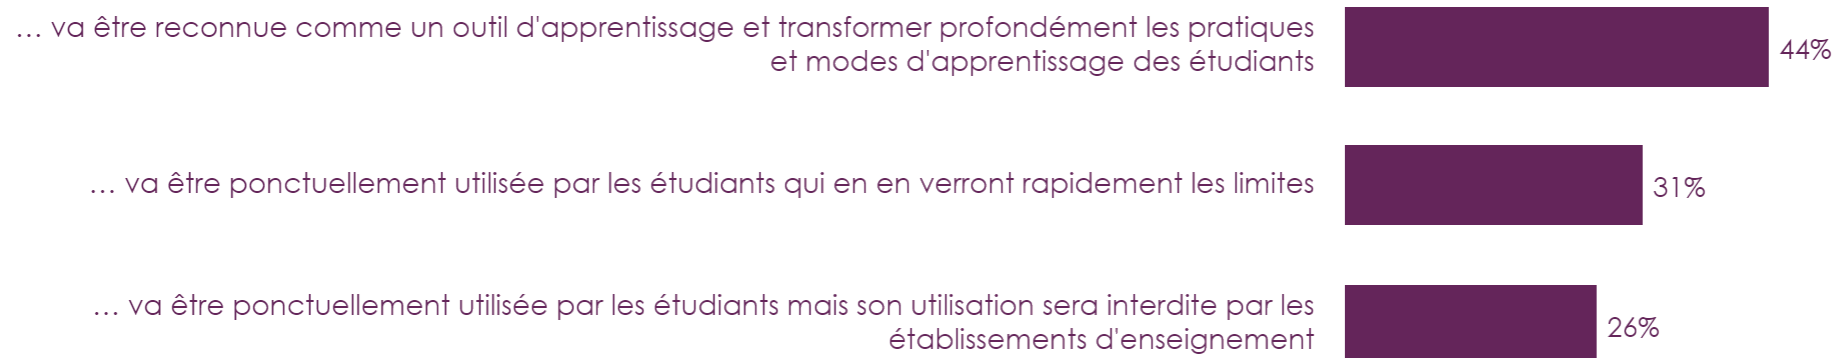 … va être reconnue comme un outil d'apprentissage et transformer profondément les pratiques
et modes d'apprentissage des étudiants
44%
… va être ponctuellement utilisée par les étudiants qui en en verront rapidement les limites
31%
… va être ponctuellement utilisée par les étudiants mais son utilisation sera interdite par les
établissements d'enseignement
26%